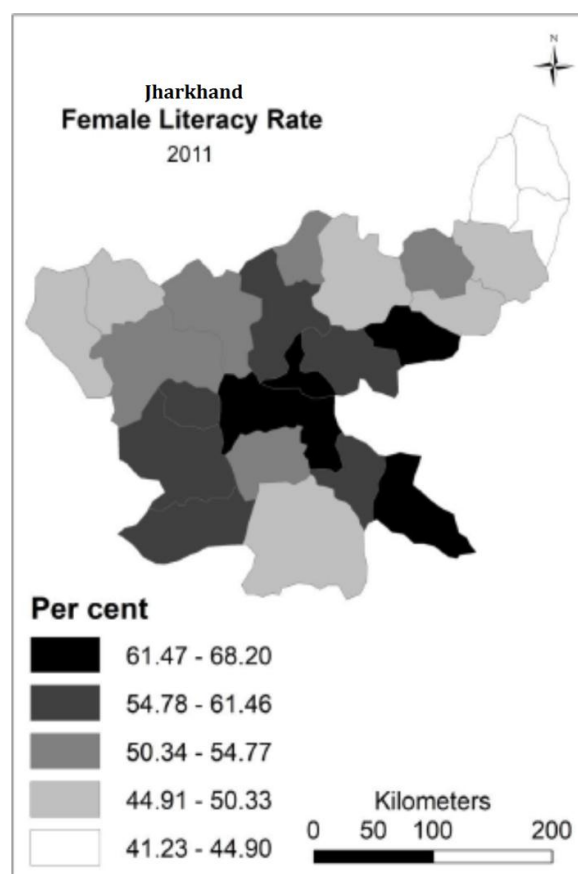 N
Jharkhand
Female Literacy Rate
2011
Per cent
61.47 - 68.20
54.78 - 61.46
50.34 - 54.77
44.91 - 50.33
41.23 - 44.90
Kilometers
0 50 100 200